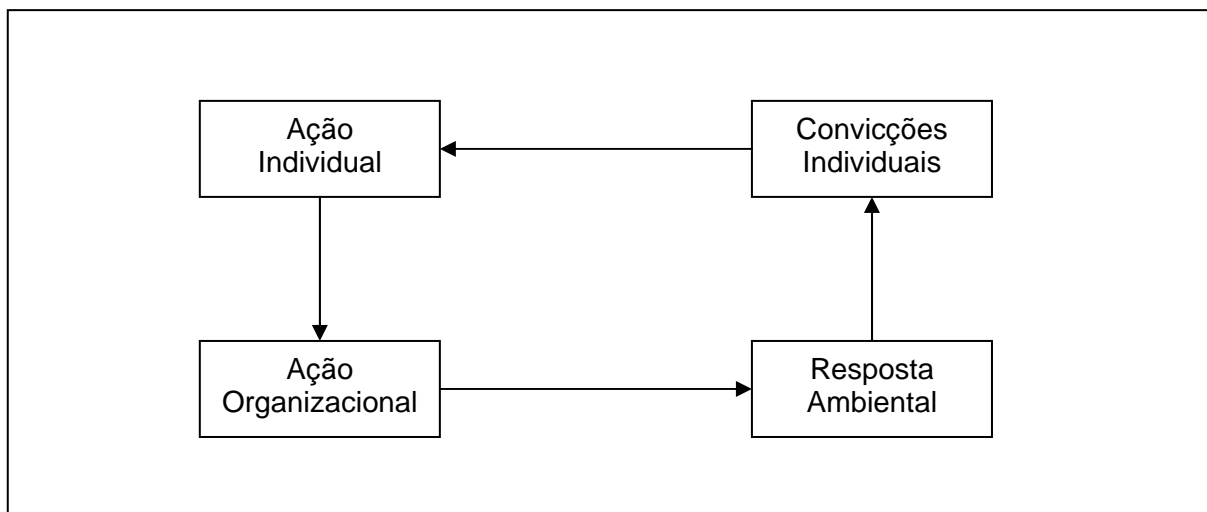 Ação
Individual
Convicções
Individuais
Ação
Organizacional
Resposta
Ambiental